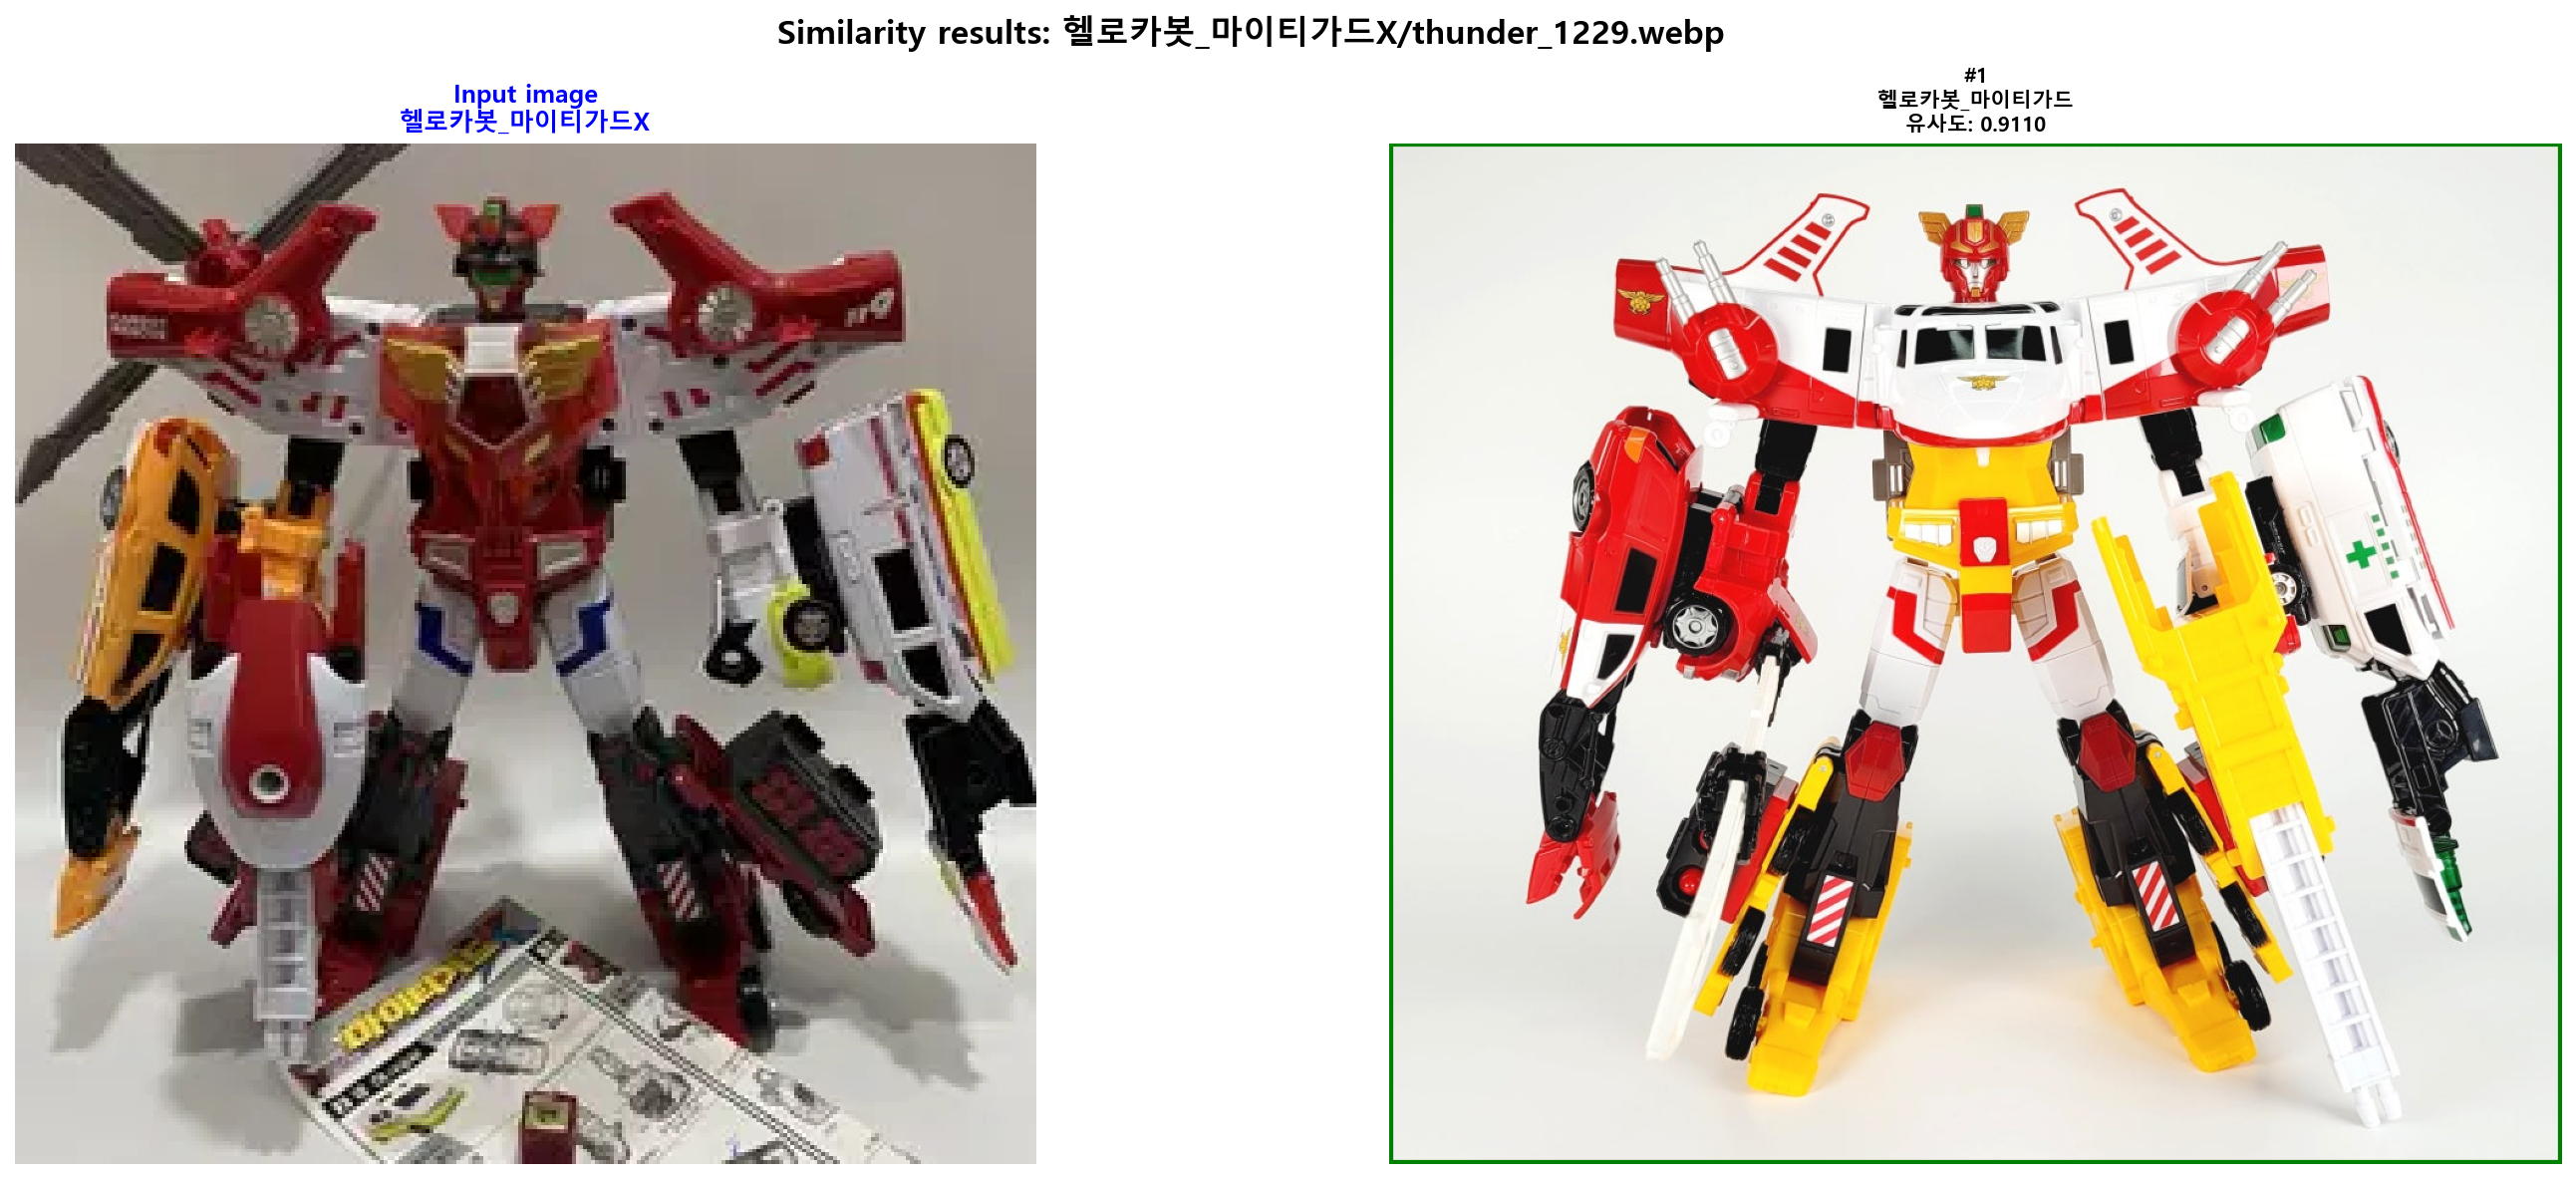 Similarity results: 헬로카봇_마이티가드X/thunder_1229.webp
Input image
헬로카봇_마이티가드X
#1
헬로카봇_마이티가드
유사도: 0.9110
119